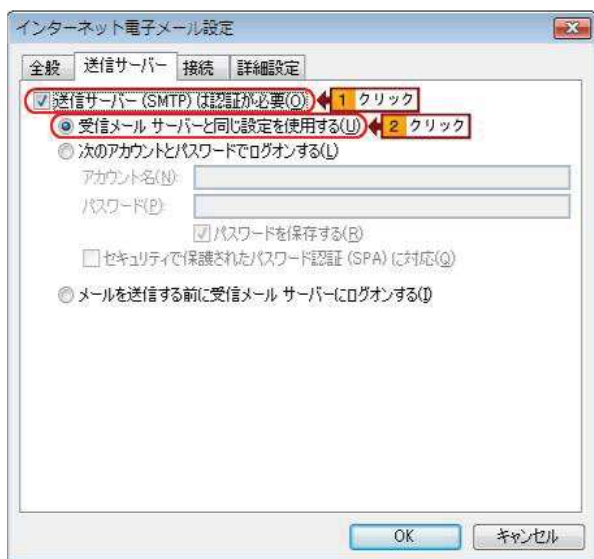 インターネット電子メール設定
全般 送信サーバー 接続 詳細設定
送信サーバー (SMTP) は認証が必要(O) 1 クリック
受信メール サーバーと同じ設定を使用する(U) 2 クリック
次のアカウントとパスワードでログオンする(L)
アカウント名(N):
パスワード(P):
パスワードを保存する(R)
セキュリティで保護されたパスワード認証 (SPA) に対応(Q)
メールを送信する前に受信メール サーバーにログオンする(I)
OK キャンセル